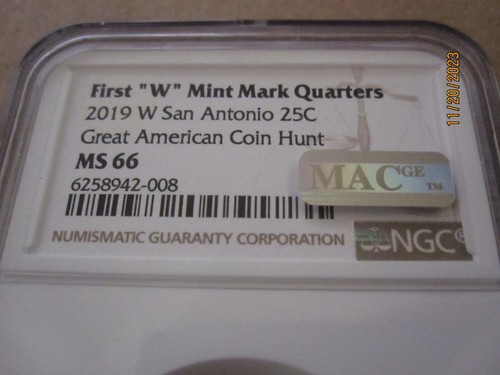 First "W" Mint Mark Quarters
2019 W San Antonio 25C
Great American Coin Hunt
MS 66
6258942-008
MAC GE TM
NUMISMATIC GUARANTY CORPORATION
NGC®
11/20/2023